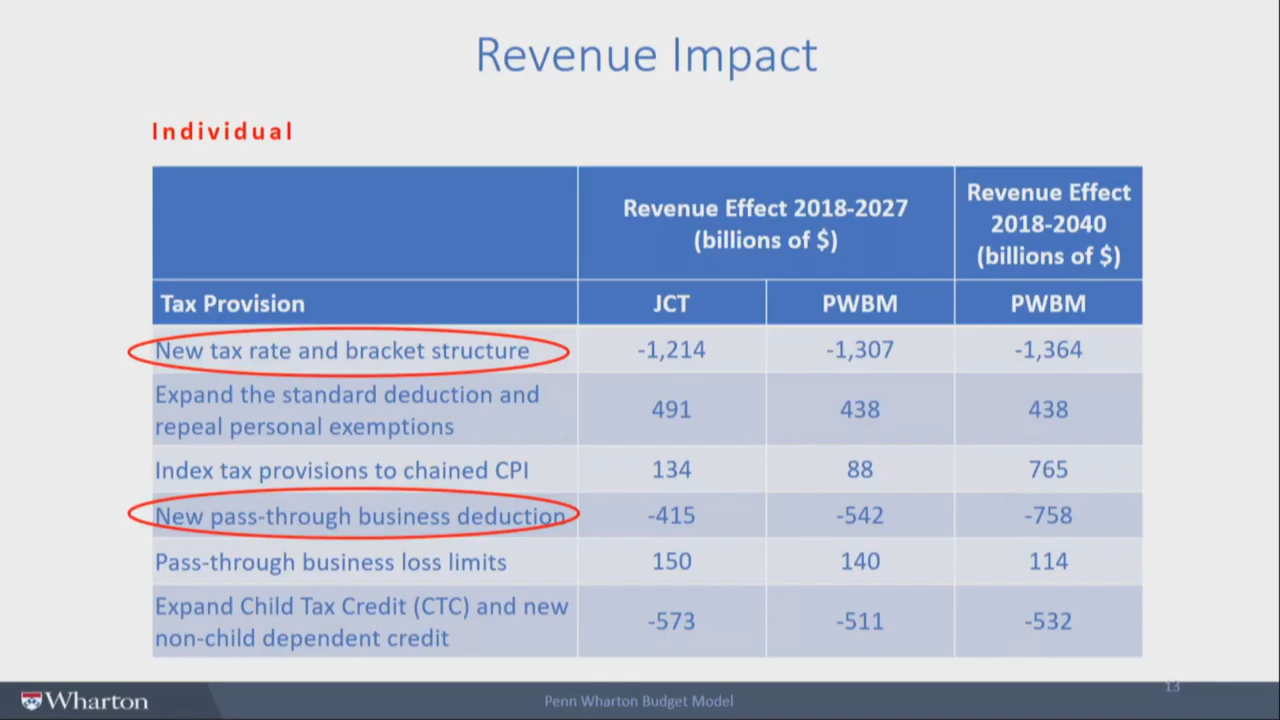 Revenue Impact
Individual
Revenue Effect 2018-2027
(billions of $)
Revenue Effect
2018-2040
(billions of $)
Tax Provision JCT PWBM PWBM
New tax rate and bracket structure -1,214 -1,307 -1,364
Expand the standard deduction and
repeal personal exemptions 491 438 438
Index tax provisions to chained CPI 134 88 765
New pass-through business deduction -415 -542 -758
Pass-through business loss limits 150 140 114
Expand Child Tax Credit (CTC) and new
non-child dependent credit -573 -511 -532
13
Wharton Penn Wharton Budget Model